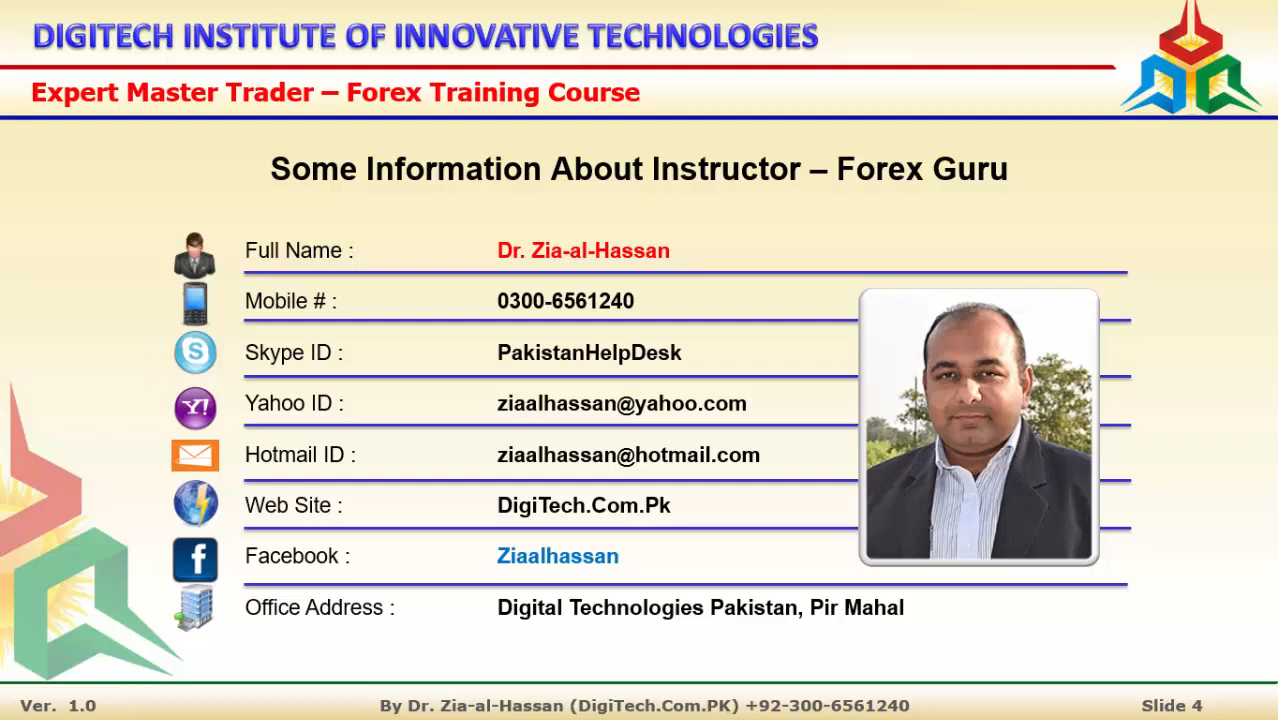 DIGITECH INSTITUTE OF INNOVATIVE TECHNOLOGIES
Expert Master Trader – Forex Training Course
Some Information About Instructor – Forex Guru
Full Name : Dr. Zia-al-Hassan
Mobile # : 0300-6561240
Skype ID : PakistanHelpDesk
Yahoo ID : ziaalhassan@yahoo.com
Hotmail ID : ziaalhassan@hotmail.com
Web Site : DigiTech.Com.Pk
Facebook : Ziaalhassan
Office Address : Digital Technologies Pakistan, Pir Mahal
Ver. 1.0 By Dr. Zia-al-Hassan (DigiTech.Com.PK) +92-300-6561240 Slide 4